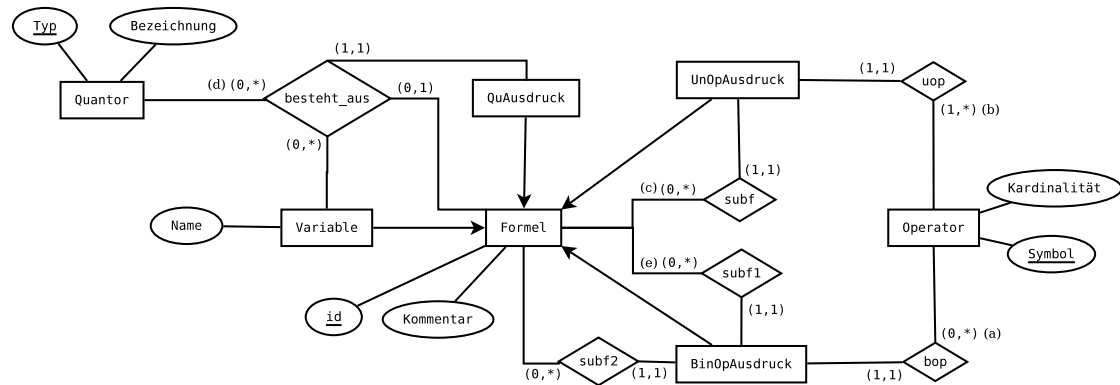 Typ
Bezeichnung
(1,1)
UnOpAusdruck
(1,1)
uop
Quantor
(d) (0,*)
besteht_aus
(0,1)
QuAusdruck
(1,*) (b)
(0,*)
(1,1)
(c) (0,*)
subf
Kardinalität
Name
Variable
Formel
Operator
(e) (0,*)
subf1
Symbol
id
Kommentar
(1,1)
(0,*) (a)
subf2
BinOpAusdruck
bop
(0,*)
(1,1)
(1,1)